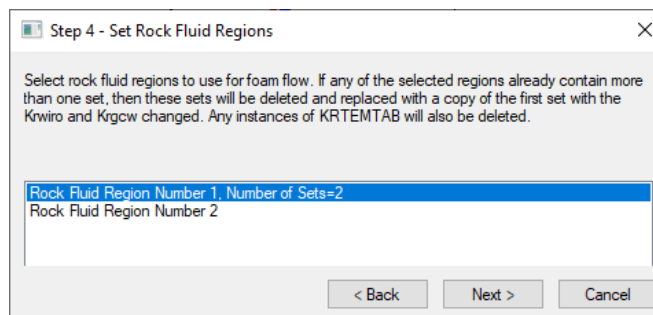 Step 4 - Set Rock Fluid Regions
Select rock fluid regions to use for foam flow. If any of the selected regions already contain more
than one set, then these sets will be deleted and replaced with a copy of the first set with the
Krwiro and Krgcw changed. Any instances of KRTEMTAB will also be deleted.
Rock Fluid Region Number 1, Number of Sets=2
Rock Fluid Region Number 2
< Back Next > Cancel